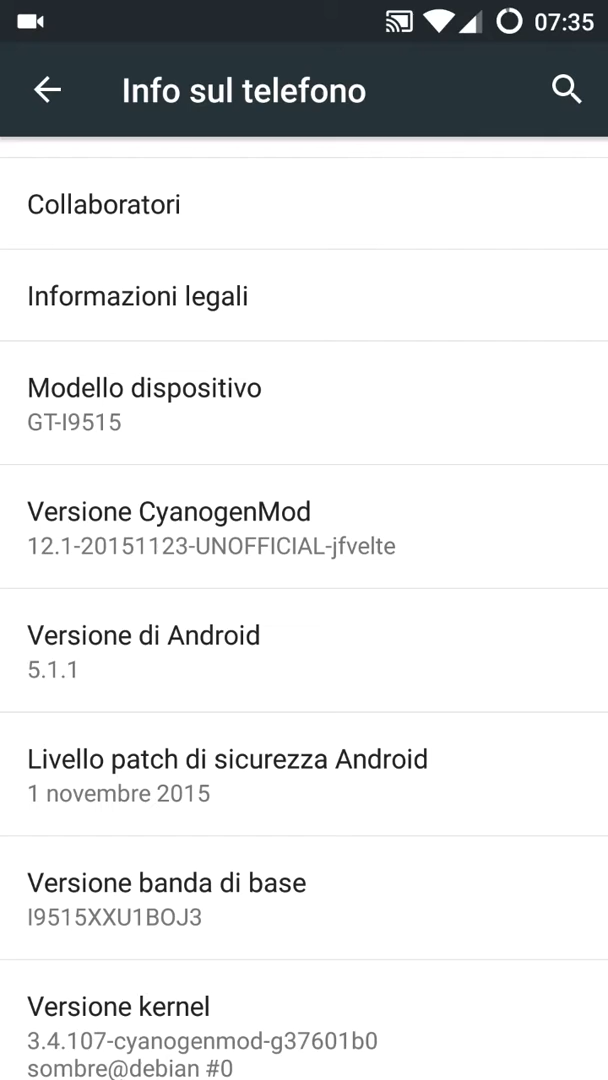 07:35
Info sul telefono
Collaboratori
Informazioni legali
Modello dispositivo
GT-I9515
Versione CyanogenMod
12.1-20151123-UNOFFICIAL-jfvelte
Versione di Android
5.1.1
Livello patch di sicurezza Android
1 novembre 2015
Versione banda di base
I9515XXU1BOJ3
Versione kernel
3.4.107-cyanogenmod-g37601b0
sombre@debian #0